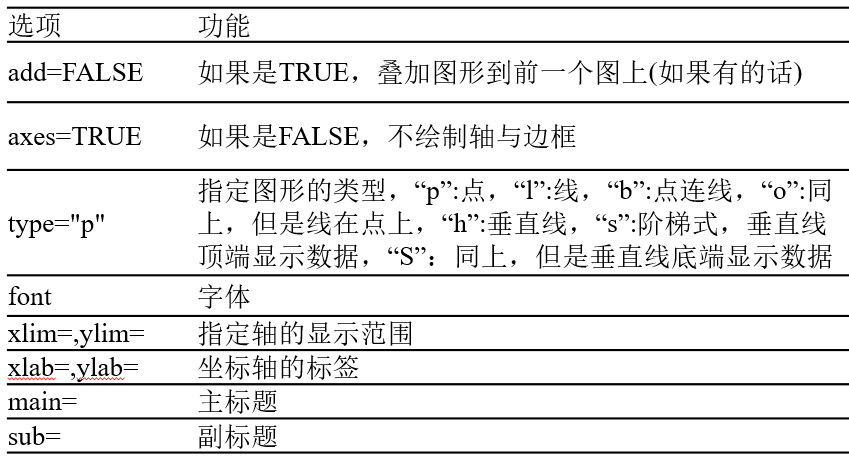 选项 功能
add=FALSE 如果是TRUE，叠加图形到前一个图上(如果有的话)
axes=TRUE 如果是FALSE，不绘制轴与边框
type="p" 指定图形的类型，“p”:点，“l”:线，“b”:点连线，“o”:同
上，但是线在点上，“h”:垂直线，“s”:阶梯式，垂直线
顶端显示数据，“S”：同上，但是垂直线底端显示数据
font 字体
xlim=,ylim= 指定轴的显示范围
xlab=,ylab= 坐标轴的标签
main= 主标题
sub= 副标题